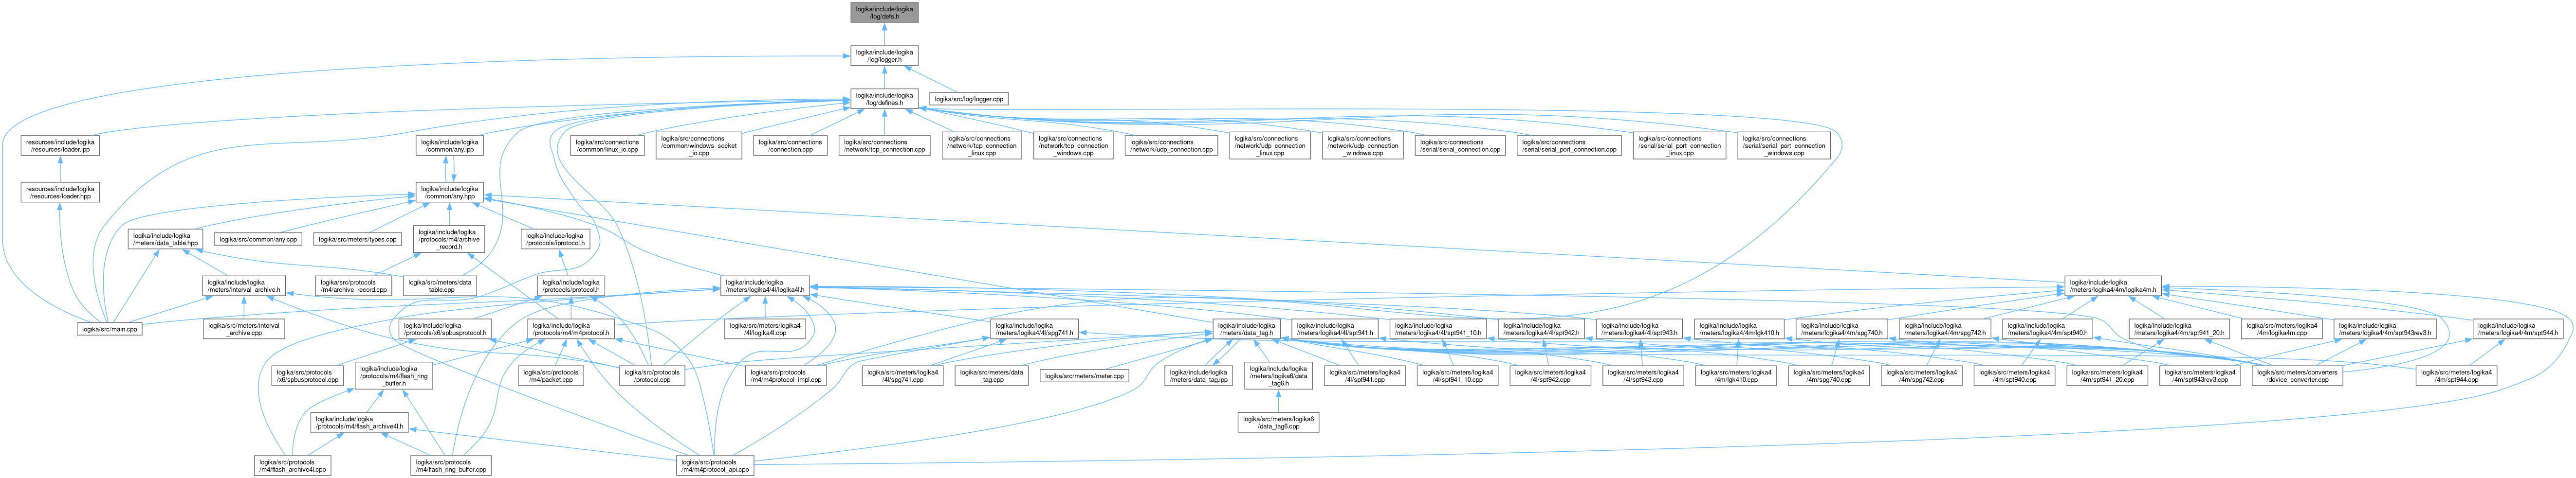 logika/include/logika
/log/defs.h
logika/include/logika
/log/logger.h
logika/include/logika
/log/defines.h
logika/src/log/logger.cpp
resources/include/logika
/resources/loader.ipp
logika/include/logika
/common/any.ipp
logika/src/connections
/common/linux_io.cpp
logika/src/connections
/common/windows_socket
_io.cpp
logika/src/connections
/connection.cpp
logika/src/connections
/network/tcp_connection.cpp
logika/src/connections
/network/tcp_connection
_linux.cpp
logika/src/connections
/network/tcp_connection
_windows.cpp
logika/src/connections
/network/udp_connection.cpp
logika/src/connections
/network/udp_connection
_linux.cpp
logika/src/connections
/network/udp_connection
_windows.cpp
logika/src/connections
/serial/serial_connection.cpp
logika/src/connections
/serial/serial_port_connection.cpp
logika/src/connections
/serial/serial_port_connection
_linux.cpp
logika/src/connections
/serial/serial_port_connection
_windows.cpp
resources/include/logika
/resources/loader.hpp
logika/include/logika
/common/any.hpp
logika/include/logika
/meters/data_table.hpp
logika/src/common/any.cpp
logika/src/meters/types.cpp
logika/include/logika
/protocols/m4/archive
_record.h
logika/include/logika
/protocols/iprotocol.h
logika/include/logika
/meters/interval_archive.h
logika/src/protocols
/m4/archive_record.cpp
logika/src/meters/data
_table.cpp
logika/include/logika
/protocols/protocol.h
logika/include/logika
/meters/logika4/4l/logika4l.h
logika/include/logika
/meters/logika4/4m/logika4m.h
logika/src/main.cpp
logika/src/meters/interval
_archive.cpp
logika/include/logika
/protocols/x6/spbusprotocol.h
logika/include/logika
/protocols/m4/m4protocol.h
logika/src/meters/logika4
/4l/logika4l.cpp
logika/include/logika
/meters/logika4/4l/spg741.h
logika/include/logika
/meters/data_tag.h
logika/include/logika
/meters/logika4/4l/spt941.h
logika/include/logika
/meters/logika4/4l/spt941_10.h
logika/include/logika
/meters/logika4/4l/spt942.h
logika/include/logika
/meters/logika4/4l/spt943.h
logika/include/logika
/meters/logika4/4m/lgk410.h
logika/include/logika
/meters/logika4/4m/spg740.h
logika/include/logika
/meters/logika4/4m/spg742.h
logika/include/logika
/meters/logika4/4m/spt940.h
logika/include/logika
/meters/logika4/4m/spt941_20.h
logika/src/meters/logika4
/4m/logika4m.cpp
logika/include/logika
/meters/logika4/4m/spt943rev3.h
logika/include/logika
/meters/logika4/4m/spt944.h
logika/src/protocols
/x6/spbusprotocol.cpp
logika/include/logika
/protocols/m4/flash_ring
_buffer.h
logika/src/protocols
/m4/packet.cpp
logika/src/protocols
/protocol.cpp
logika/src/protocols
/m4/m4protocol_impl.cpp
logika/src/meters/logika4
/4l/spg741.cpp
logika/src/meters/data
_tag.cpp
logika/src/meters/meter.cpp
logika/include/logika
/meters/data_tag.ipp
logika/include/logika
/meters/logika6/data
_tag6.h
logika/src/meters/logika4
/4l/spt941.cpp
logika/src/meters/logika4
/4l/spt941_10.cpp
logika/src/meters/logika4
/4l/spt942.cpp
logika/src/meters/logika4
/4l/spt943.cpp
logika/src/meters/logika4
/4m/lgk410.cpp
logika/src/meters/logika4
/4m/spg740.cpp
logika/src/meters/logika4
/4m/spg742.cpp
logika/src/meters/logika4
/4m/spt940.cpp
logika/src/meters/logika4
/4m/spt941_20.cpp
logika/src/meters/logika4
/4m/spt943rev3.cpp
logika/src/meters/converters
/device_converter.cpp
logika/src/meters/logika4
/4m/spt944.cpp
logika/include/logika
/protocols/m4/flash_archive4l.h
logika/src/meters/logika6
/data_tag6.cpp
logika/src/protocols
/m4/flash_archive4l.cpp
logika/src/protocols
/m4/flash_ring_buffer.cpp
logika/src/protocols
/m4/m4protocol_api.cpp